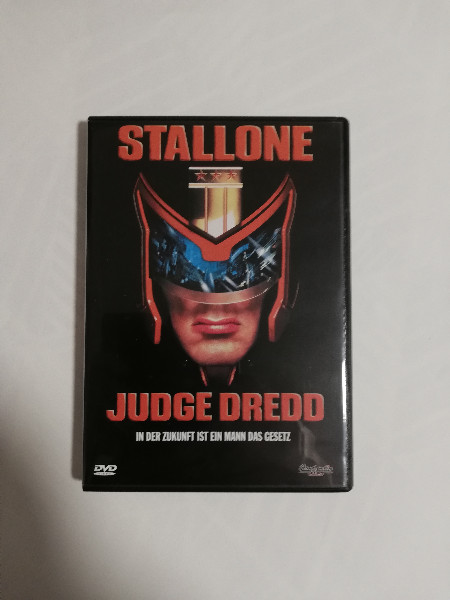 STALLONE
JUDGE DREDD
IN DER ZUKUNFT IST EIN MANN DAS GESETZ
DVD